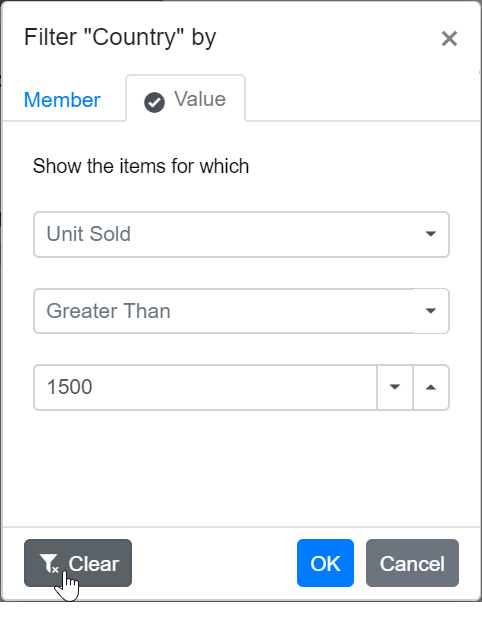 Filter "Country" by
Member
Value
Show the items for which
Unit Sold
Greater Than
1500
Clear
OK
Cancel